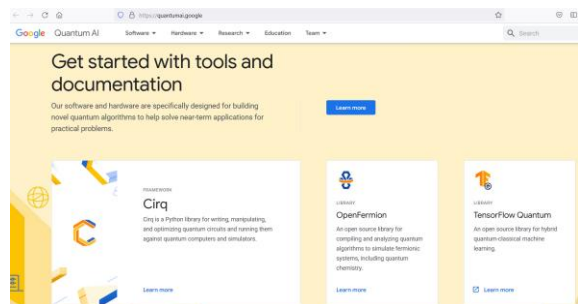 https://quantumai.google
Google Quantum AI Software Hardware Research Education Team Search
Get started with tools and
documentation
Our software and hardware are specifically designed for building
novel quantum algorithms to help solve near-term applications for
practical problems.
Learn more
FRAMEWORK
Cirq
Cirq is a Python library for writing, manipulating,
and optimizing quantum circuits and running them
against quantum computers and simulators.
Learn more
LIBRARY
OpenFermion
An open source library for
compiling and analyzing quantum
algorithms to simulate fermionic
systems, including quantum
chemistry.
Learn more
LIBRARY
TensorFlow Quantum
An open source library for hybrid
quantum-classical machine
learning.
Learn more